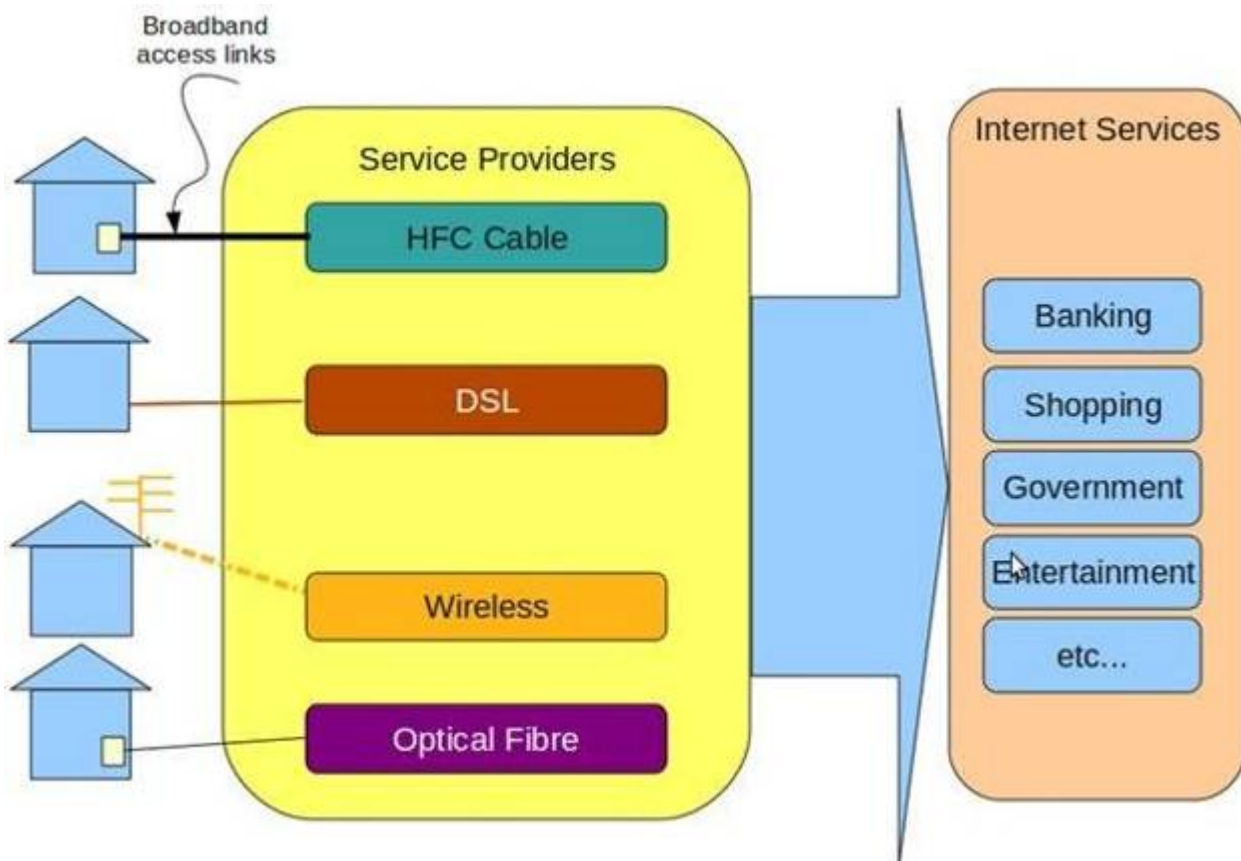 Broadband
access links
Service Providers
HFC Cable
DSL
Wireless
Optical Fibre
Internet Services
Banking
Shopping
Government
Entertainment
etc...